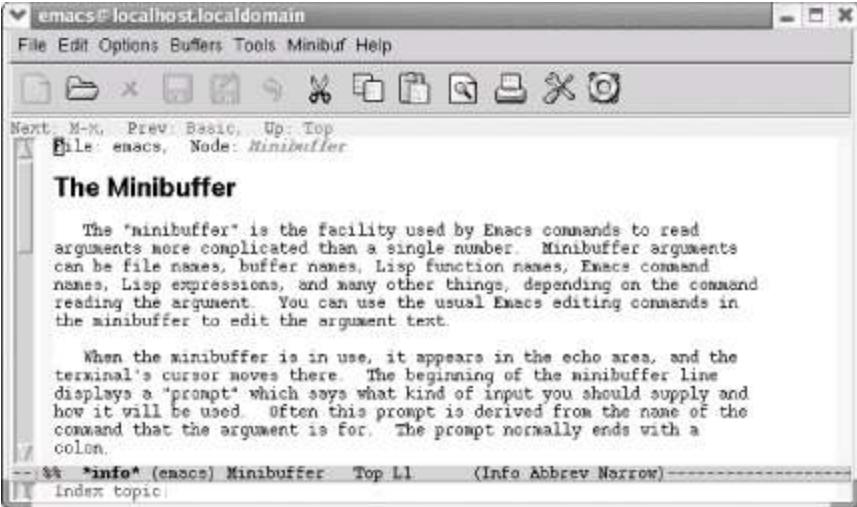 emacs@localhost.localdomain
File Edit Options Buffers Tools Minibuf Help
Next: M-x, Prev: Basic, Up: Top
File: emacs, Node: Minibuffer
The Minibuffer
The "minibuffer" is the facility used by Emacs commands to read
arguments more complicated than a single number. Minibuffer arguments
can be file names, buffer names, Lisp function names, Emacs command
names, Lisp expressions, and many other things, depending on the command
reading the argument. You can use the usual Emacs editing commands in
the minibuffer to edit the argument text.
When the minibuffer is in use, it appears in the echo area, and the
terminal's cursor moves there. The beginning of the minibuffer line
displays a "prompt" which says what kind of input you should supply and
how it will be used. Often this prompt is derived from the name of the
command that the argument is for. The prompt normally ends with a
colon.
-- %% *info* (emacs) Minibuffer Top L1 (Info Abbrev Narrow)--------------------
Index topic: